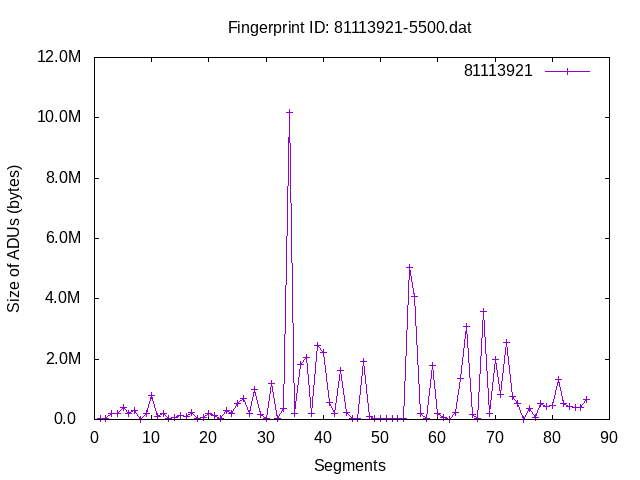 Fingerprint ID: 81113921-5500.dat
12.0M
81113921
10.0M
8.0M
6.0M
4.0M
2.0M
0.0
Size of ADUs (bytes)
0 10 20 30 40 50 60 70 80 90
Segments